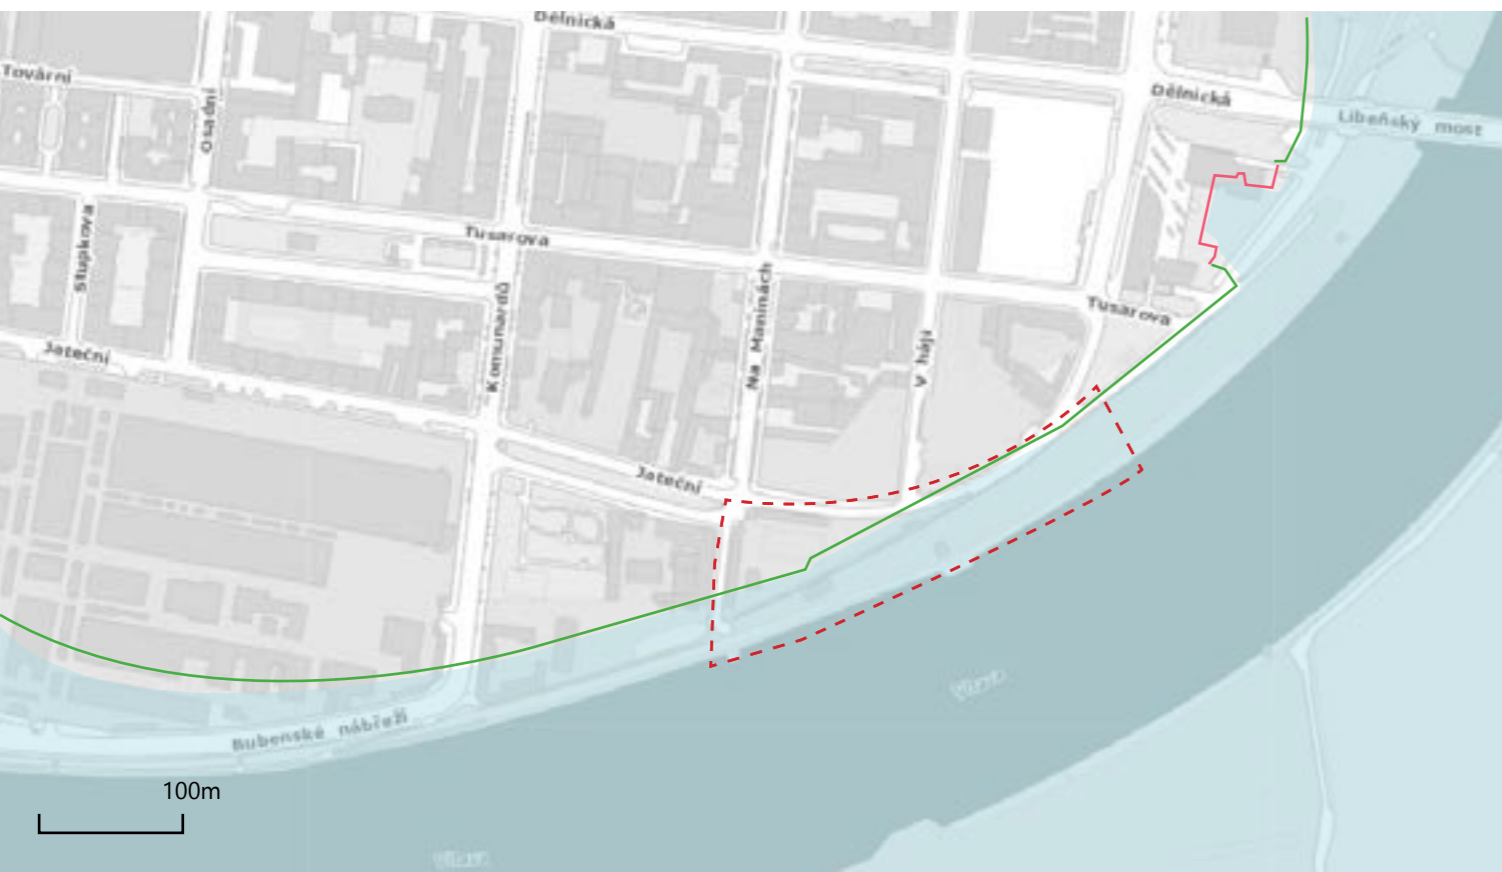 Dělnická
Tovární
Osadní
Dělnická
Libeňský most
Stupkova
Tusarova
Na Maninách
Komunardů
Tusarova
V háji
Jateční
Jateční
Bubenské nábřeží
100m